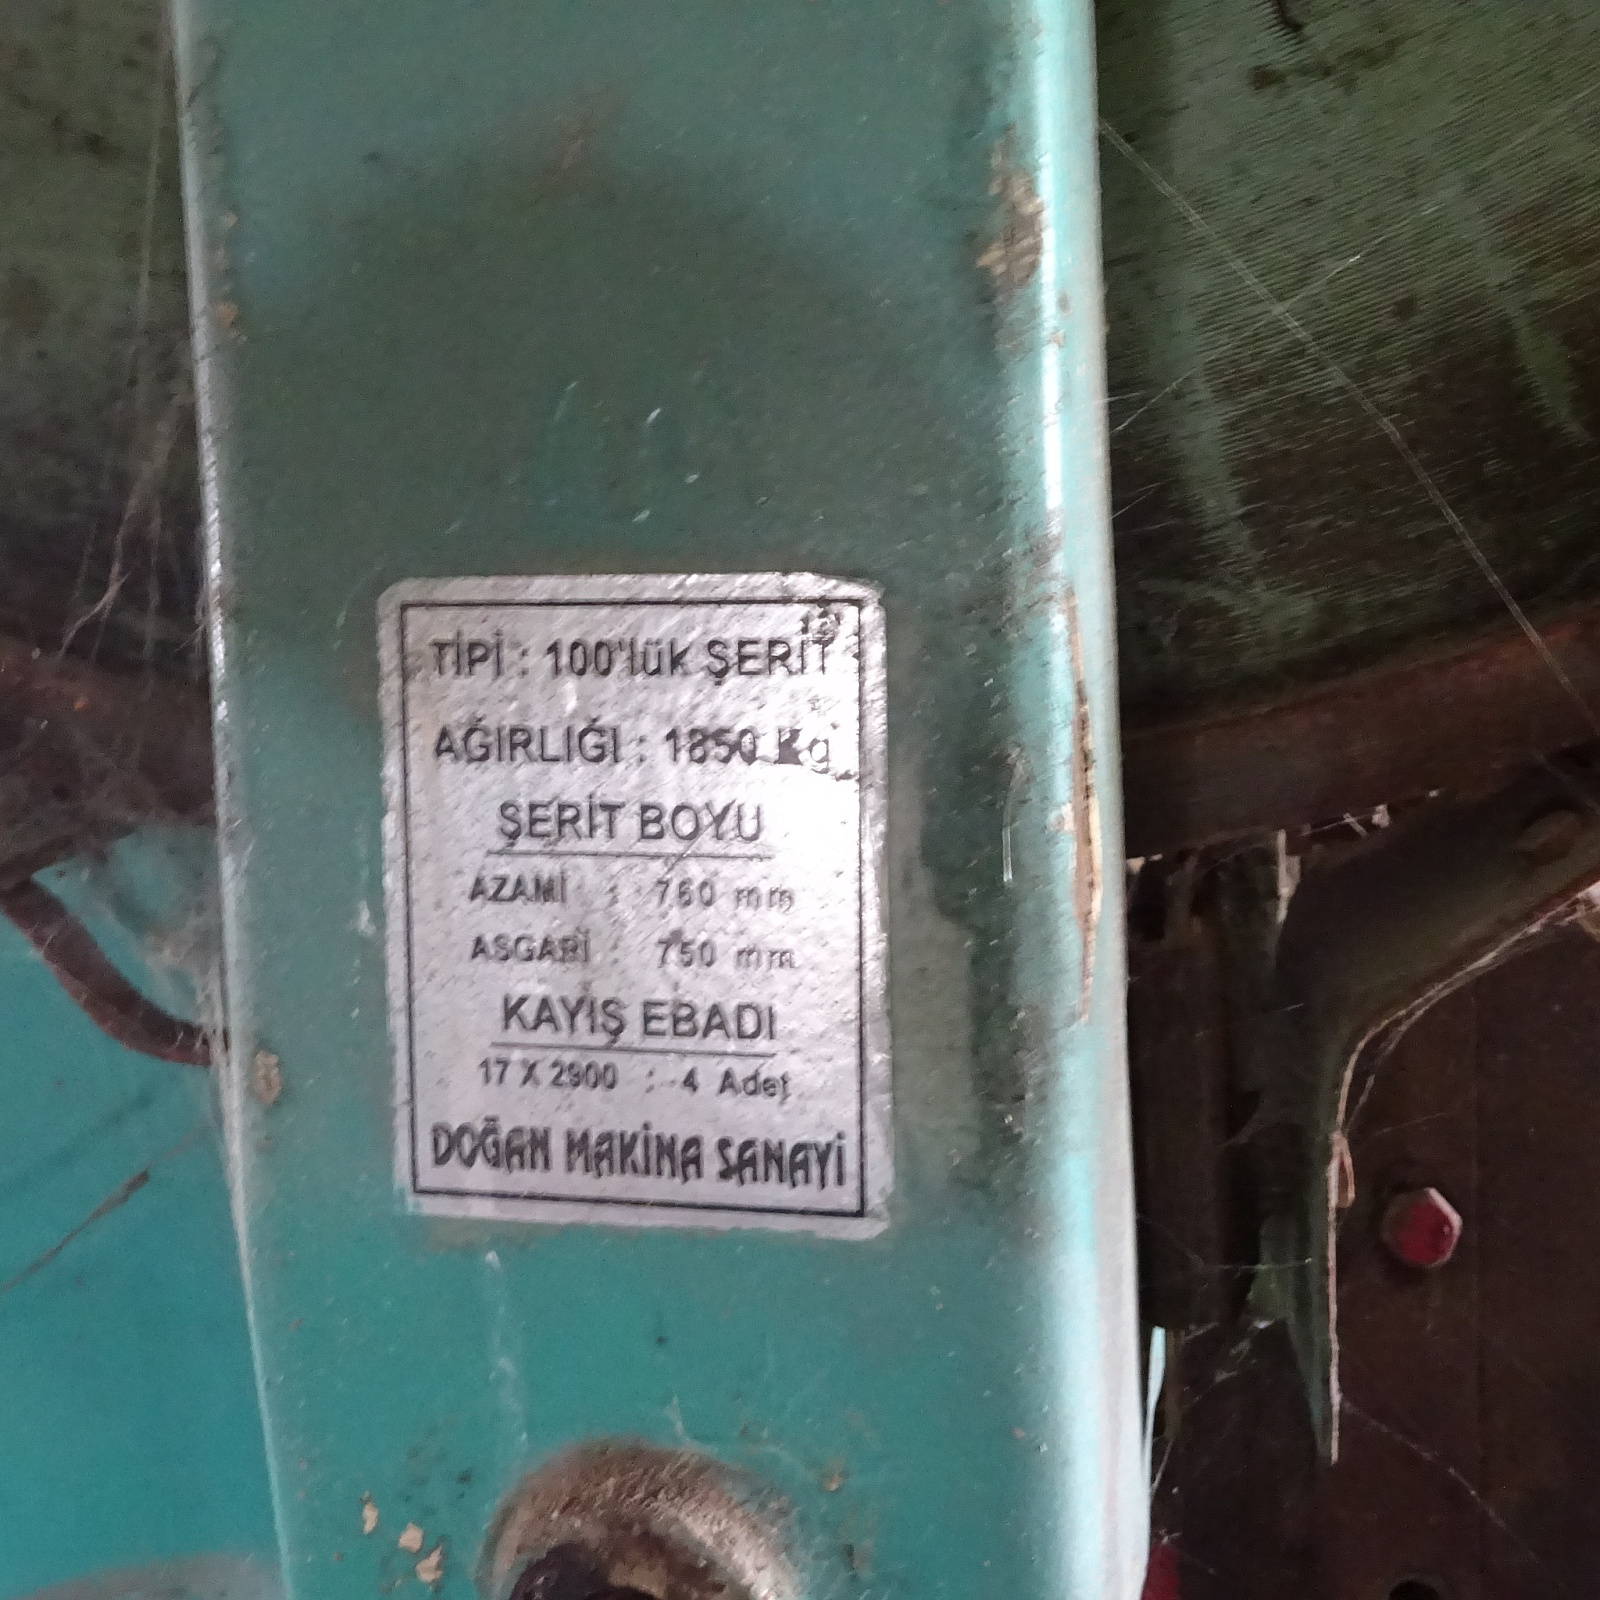 TİPİ : 100'lük ŞERİT
AĞIRLIĞI : 1850 Kg
ŞERİT BOYU
AZAMİ : 760 mm
ASGARİ : 750 mm
KAYIŞ EBADI
17 X 2900 : 4 Adet
DOĞAN MAKİNA SANAYİ